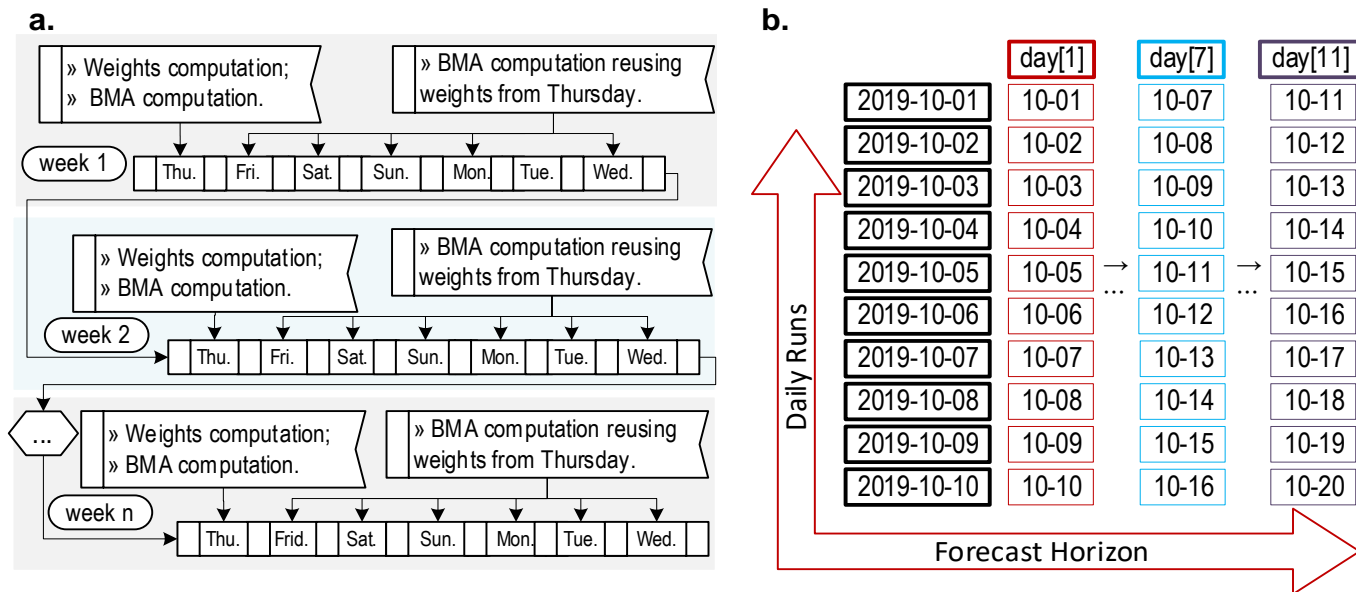 a.
» Weights computation;
» BMA computation.
» BMA computation reusing
weights from Thursday.
week 1
Thu. Fri. Sat. Sun. Mon. Tue. Wed.
» Weights computation;
» BMA computation.
» BMA computation reusing
weights from Thursday.
week 2
Thu. Fri. Sat. Sun. Mon. Tue. Wed.
...
» Weights computation;
» BMA computation.
» BMA computation reusing
weights from Thursday.
week n
Thu. Frid. Sat. Sun. Mon. Tue. Wed.
b.
day[1] day[7] day[11]
2019-10-01 10-01 10-07 10-11
2019-10-02 10-02 10-08 10-12
2019-10-03 10-03 10-09 10-13
2019-10-04 10-04 10-10 10-14
2019-10-05 10-05 → ... 10-11 → ... 10-15
2019-10-06 10-06 10-12 10-16
2019-10-07 10-07 10-13 10-17
2019-10-08 10-08 10-14 10-18
2019-10-09 10-09 10-15 10-19
2019-10-10 10-10 10-16 10-20
Daily Runs
Forecast Horizon